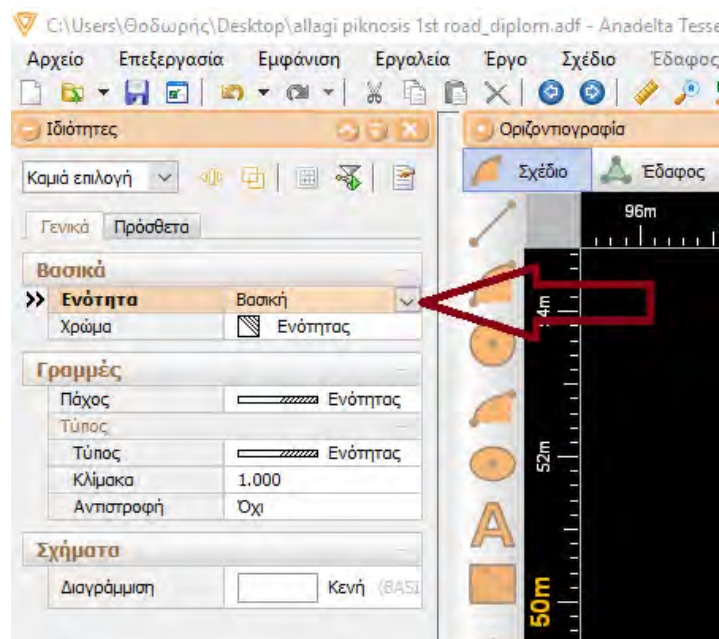 C:\Users\Θοδωρής\Desktop\allagi piknosis 1st road_diplom.adf - Anadelta Tesse
Αρχείο Επεξεργασία Εμφάνιση Εργαλεία Έργο Σχέδιο Έδαφος
Ιδιότητες
Οριζοντιογραφία
Καμιά επιλογή
Σχέδιο Έδαφος
Γενικά Πρόσθετα
96m
Βασικά
Ενότητα Βασική
Χρώμα Ενότητας
Γραμμές
Πάχος Ενότητας
Τύπος
Τύπος Ενότητας
52m
Κλίμακα 1.000
Αντιστροφή Όχι
A
Σχήματα
Διαγράμμιση Κενή (BASI
50m